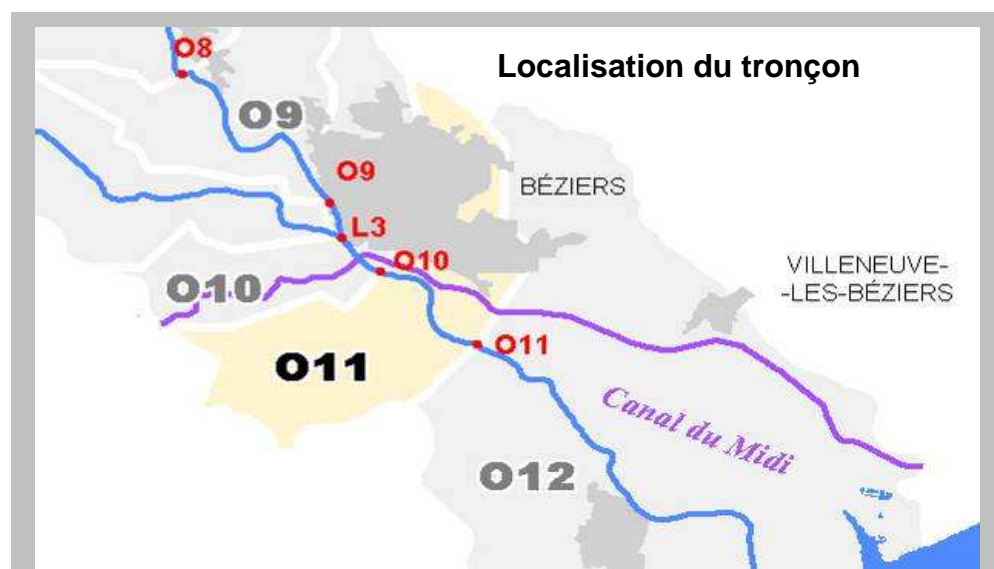 Localisation du tronçon
O8
O9
O9
BÉZIERS
L3
O10
O10
VILLENEUVE-
-LES-BÉZIERS
O11
O11
Canal du Midi
O12